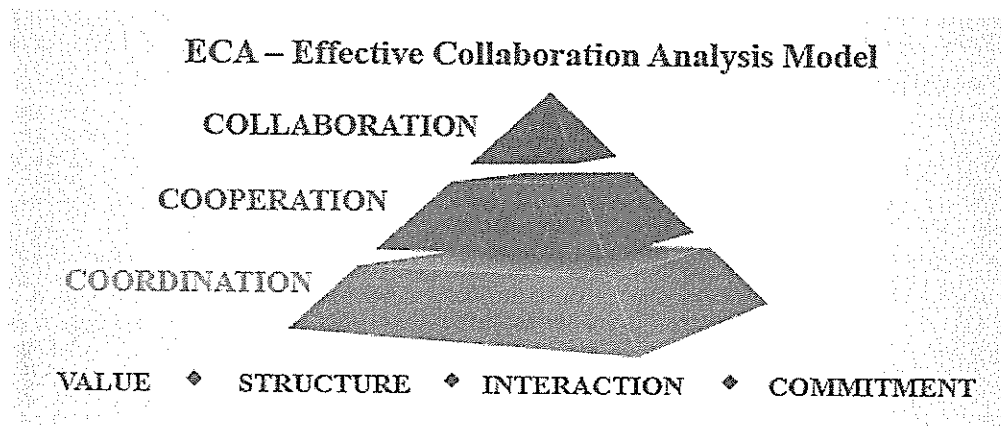 ECA – Effective Collaboration Analysis Model
COLLABORATION
COOPERATION
COORDINATION
VALUE ◆ STRUCTURE ◆ INTERACTION ◆ COMMITMENT